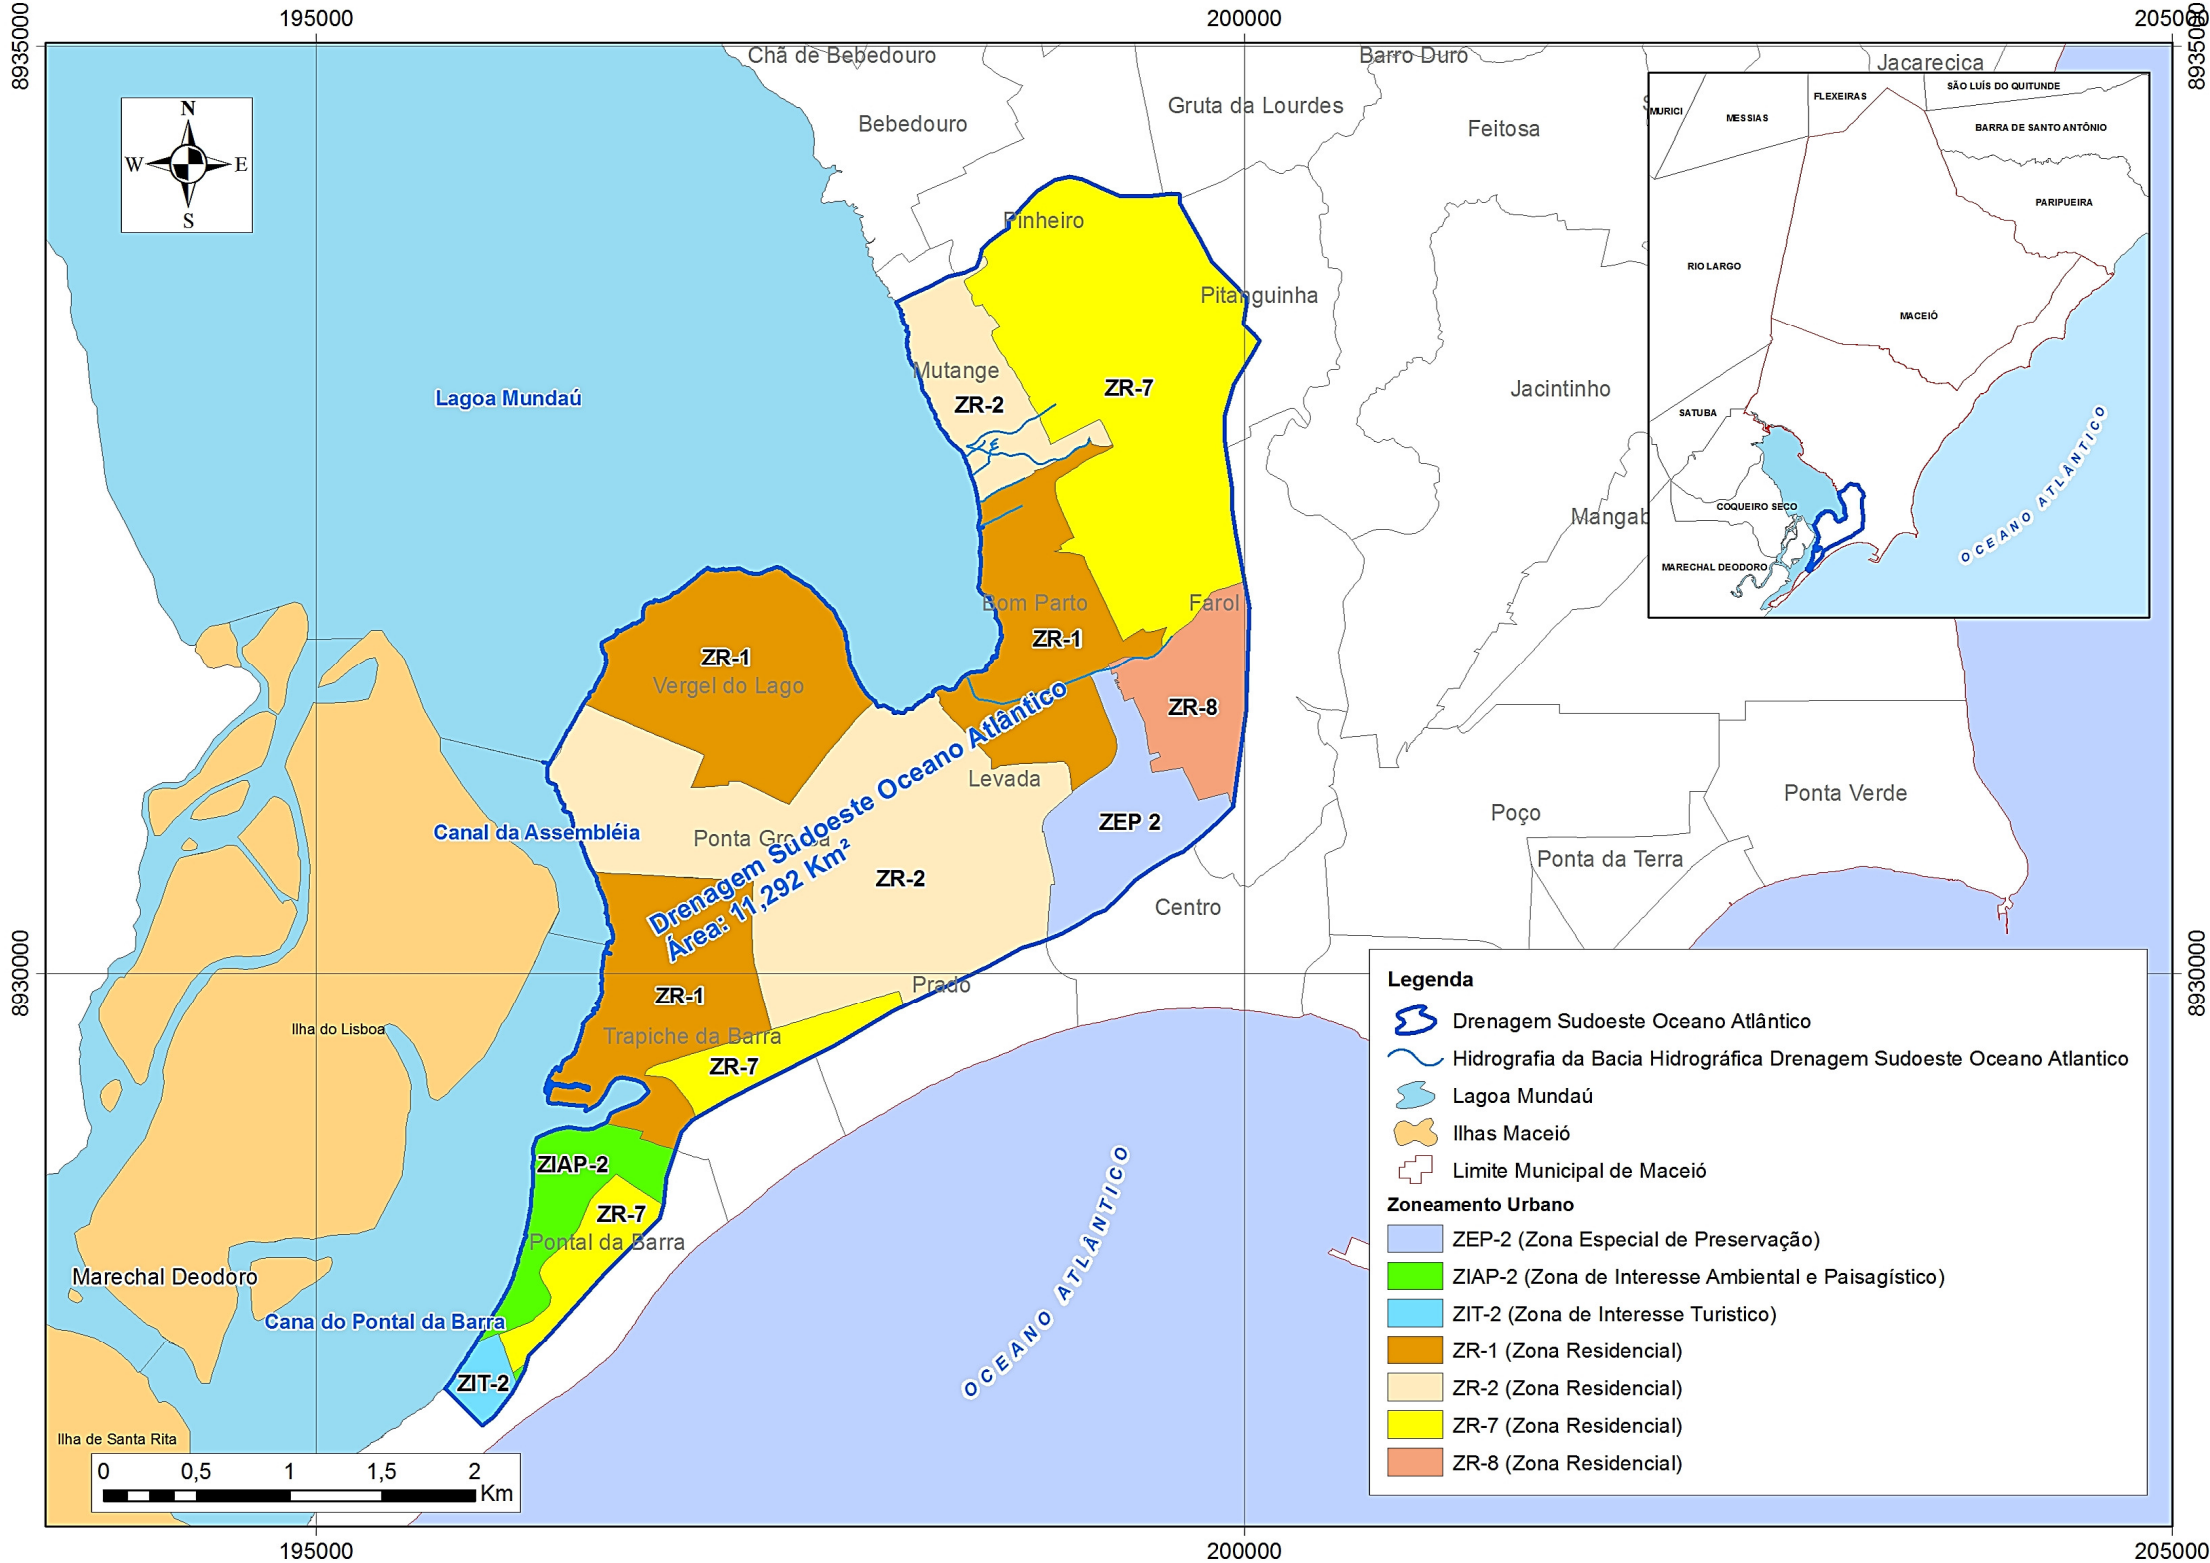 195000
200000
205000
8935000
8935000
Chã de Bebedouro
Barro Duro
Jacarecica
Bebedouro
Gruta da Lourdes
Feitosa
N
W
E
S
Pinheiro
Pitanguinha
Mutange
ZR-2
ZR-7
Jacintinho
Lagoa Mundaú
Mangab
Bom Parto
Farol
ZR-1
ZR-1
Vergel do Lago
ZR-8
Levada
ZEP 2
Poço
Ponta Verde
Ponta da Terra
Canal da Assembléia
Ponta Gro
Drenagem Sudoeste Oceano Atlântico
Área: 11,292 Km²
ZR-2
Centro
8930000
8930000
Prado
ZR-1
Ilha do Lisboa
Trapiche da Barra
ZR-7
ZIAP-2
ZR-7
Pontal da Barra
Marechal Deodoro
Cana do Pontal da Barra
ZIT-2
OCEANO ATLÂNTICO
Ilha de Santa Rita
0 0,5 1 1,5 2
Km
MURICI
MESSIAS
FLEXEIRAS
SÃO LUÍS DO QUITUNDE
BARRA DE SANTO ANTÔNIO
PARIPUEIRA
RIO LARGO
MACEIÓ
SATUBA
COQUEIRO SECO
MARECHAL DEODORO
OCEANO ATLÂNTICO
Legenda
Drenagem Sudoeste Oceano Atlântico
Hidrografia da Bacia Hidrográfica Drenagem Sudoeste Oceano Atlantico
Lagoa Mundaú
Ilhas Maceió
Limite Municipal de Maceió
Zoneamento Urbano
ZEP-2 (Zona Especial de Preservação)
ZIAP-2 (Zona de Interesse Ambiental e Paisagístico)
ZIT-2 (Zona de Interesse Turistico)
ZR-1 (Zona Residencial)
ZR-2 (Zona Residencial)
ZR-7 (Zona Residencial)
ZR-8 (Zona Residencial)
195000
200000
205000